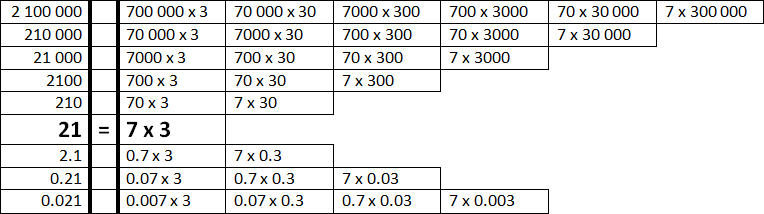 2 100 000 700 000 x 3 70 000 x 30 7000 x 300 700 x 3000 70 x 30 000 7 x 300 000
210 000 70 000 x 3 7000 x 30 700 x 300 70 x 3000 7 x 30 000
21 000 7000 x 3 700 x 30 70 x 300 7 x 3000
2100 700 x 3 70 x 30 7 x 300
210 70 x 3 7 x 30
21 = 7 x 3
2.1 0.7 x 3 7 x 0.3
0.21 0.07 x 3 0.7 x 0.3 7 x 0.03
0.021 0.007 x 3 0.07 x 0.3 0.7 x 0.03 7 x 0.003